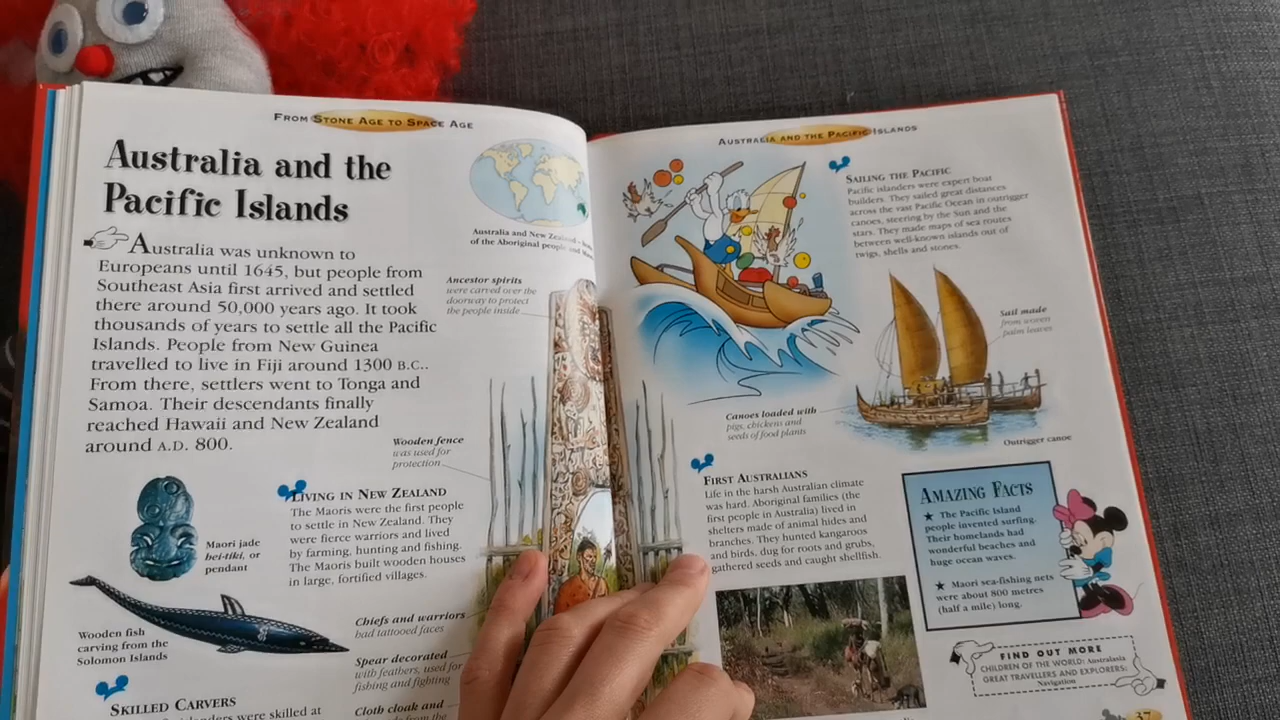 FROM STONE AGE TO SPACE AGE
Australia and the
Pacific Islands
Australia was unknown to
Europeans until 1645, but people from
Southeast Asia first arrived and settled
there around 50,000 years ago. It took
thousands of years to settle all the Pacific
Islands. People from New Guinea
travelled to live in Fiji around 1300 B.C..
From there, settlers went to Tonga and
Samoa. Their descendants finally
reached Hawaii and New Zealand
around A.D. 800.
Australia and New Zealand –
of the Aboriginal people and
Ancestor spirits
were carved over the
doorway to protect
the people inside
Wooden fence
was used for
protection
Maori jade
hei-tiki, or
pendant
LIVING IN NEW ZEALAND
The Maoris were the first people
to settle in New Zealand. They
were fierce warriors and lived
by farming, hunting and fishing.
The Maoris built wooden houses
in large, fortified villages.
Wooden fish
carving from the
Solomon Islands
Chiefs and warriors
had tattooed faces
Spear decorated
with feathers, used for
fishing and fighting
Cloth cloak and
SKILLED CARVERS
islanders were skilled at
AUSTRALIA AND THE PACIFIC ISLANDS
SAILING THE PACIFIC
Pacific islanders were expert boat
builders. They sailed great distances
across the vast Pacific Ocean in outrigger
canoes, steering by the Sun and the
stars. They made maps of sea routes
between well-known islands out of
twigs, shells and stones.
Sail made
from woven
palm leaves
Canoes loaded with
pigs, chickens and
seeds of food plants
Outrigger canoe
FIRST AUSTRALIANS
Life in the harsh Australian climate
was hard. Aboriginal families (the
first people in Australia) lived in
shelters made of animal hides and
branches. They hunted kangaroos
and birds, dug for roots and grubs,
gathered seeds and caught shellfish.
AMAZING FACTS
★ The Pacific Island
people invented surfing.
Their homelands had
wonderful beaches and
huge ocean waves.
★ Maori sea-fishing nets
were about 800 metres
(half a mile) long.
FIND OUT MORE
CHILDREN OF THE WORLD: Australasia
GREAT TRAVELLERS AND EXPLORERS:
Navigation
37